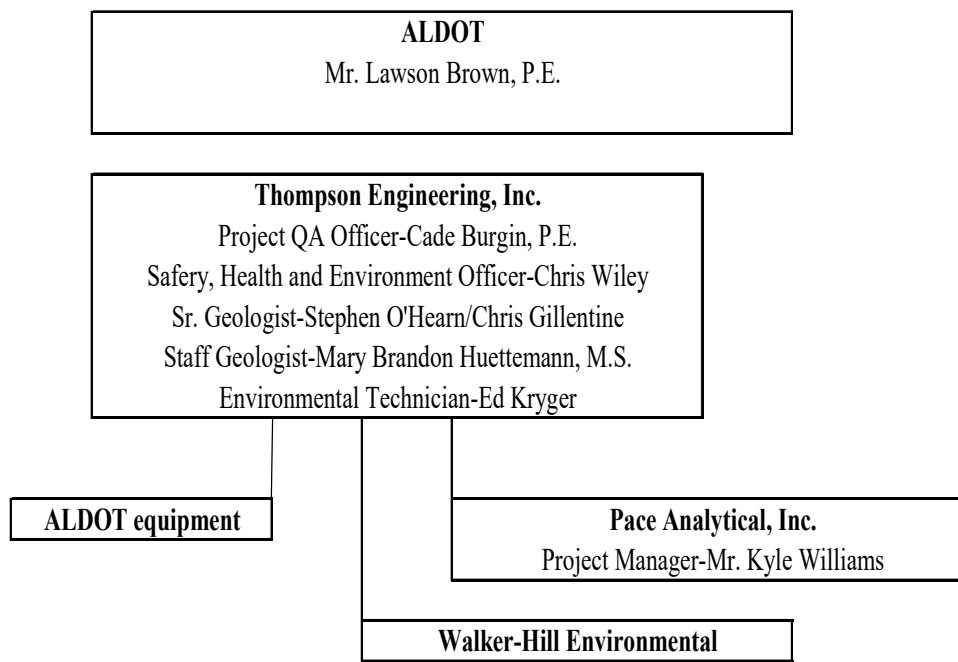 ALDOT
Mr. Lawson Brown, P.E.
Thompson Engineering, Inc.
Project QA Officer-Cade Burgin, P.E.
Safery, Health and Environment Officer-Chris Wiley
Sr. Geologist-Stephen O'Hearn/Chris Gillentine
Staff Geologist-Mary Brandon Huettemann, M.S.
Environmental Technician-Ed Kryger
ALDOT equipment
Pace Analytical, Inc.
Project Manager-Mr. Kyle Williams
Walker-Hill Environmental